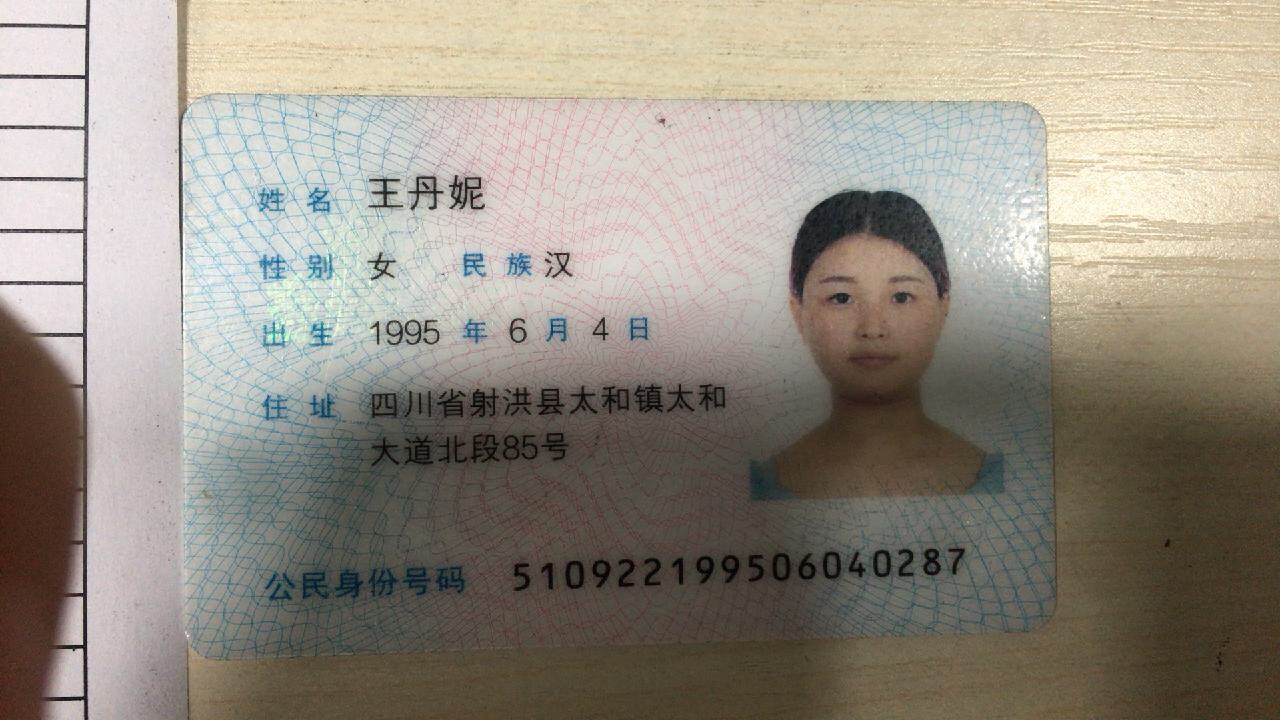 姓名 王丹妮
性别 女 民族 汉
出生 1995 年 6 月 4 日
住址 四川省射洪县太和镇太和
大道北段85号
公民身份号码 510922199506040287